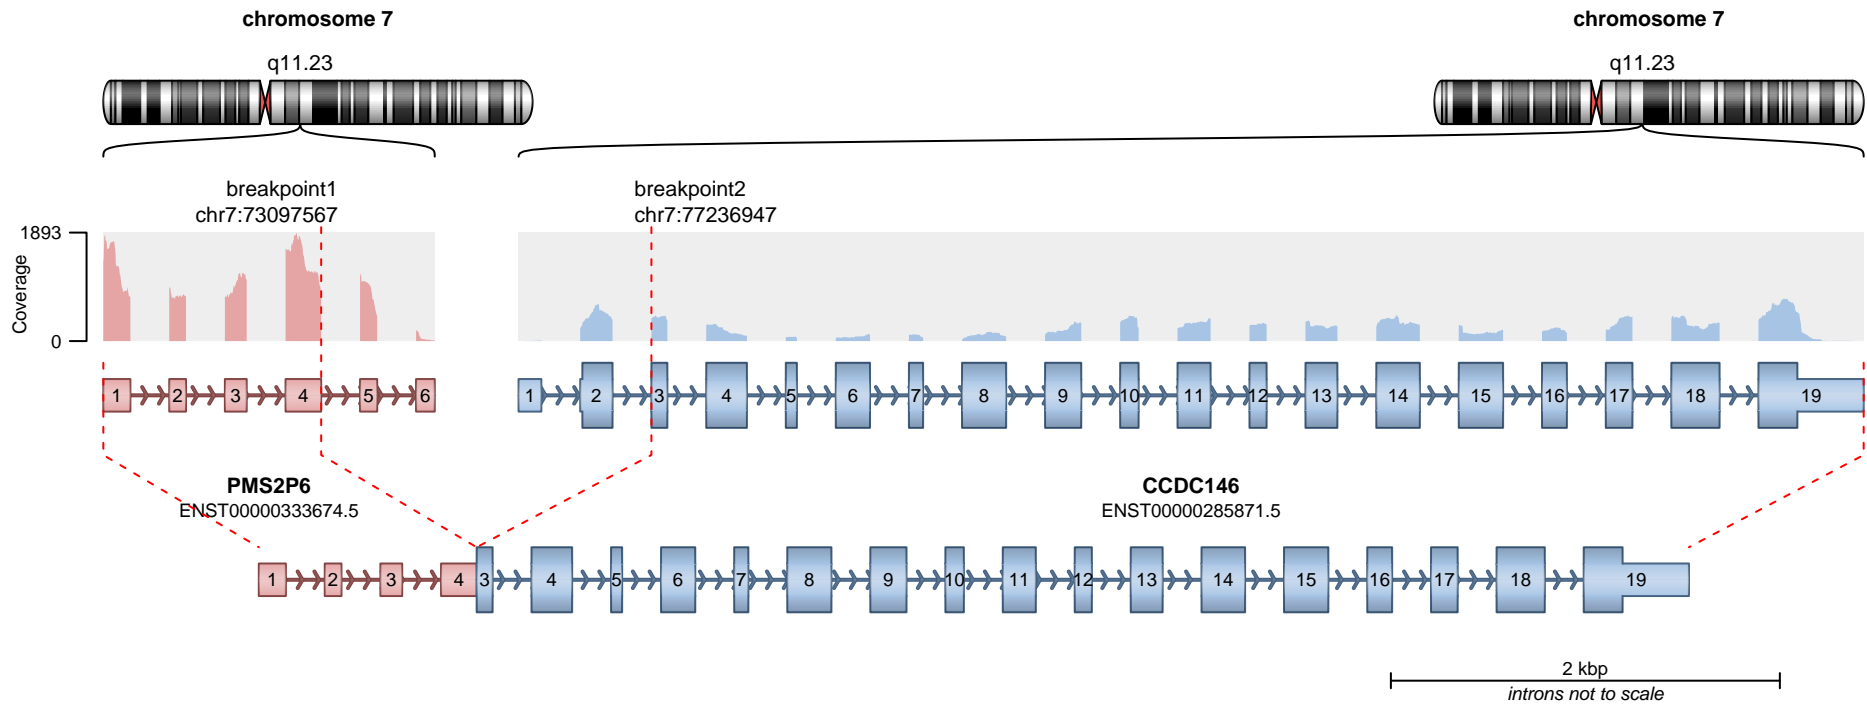 chromosome 7
chromosome 7
q11.23
q11.23
breakpoint1
chr7:73097567
breakpoint2
chr7:77236947
1893
Coverage
0
1 2 3 4 5 6
1 2 3 4 5 6 7 8 9 10 11 12 13 14 15 16 17 18 19
PMS2P6
ENST00000333674.5
CCDC146
ENST00000285871.5
1 2 3 4 3 4 5 6 7 8 9 10 11 12 13 14 15 16 17 18 19
2 kbp
introns not to scale